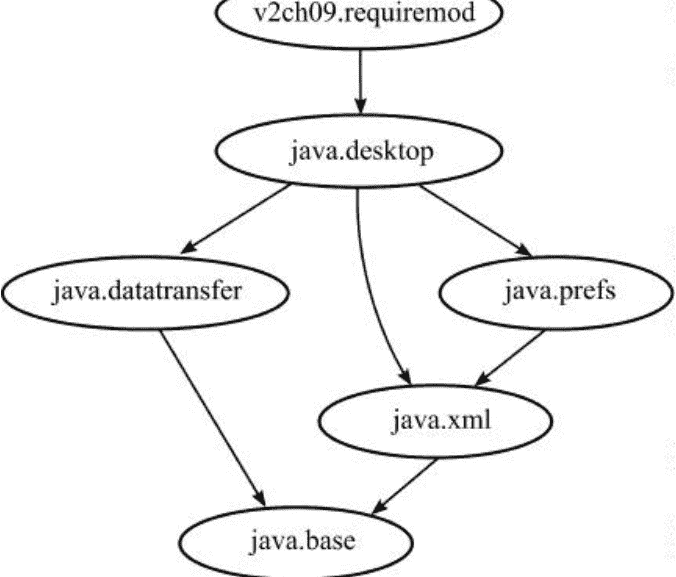 v2ch09.requiremod
java.desktop
java.datatransfer
java.prefs
java.xml
java.base